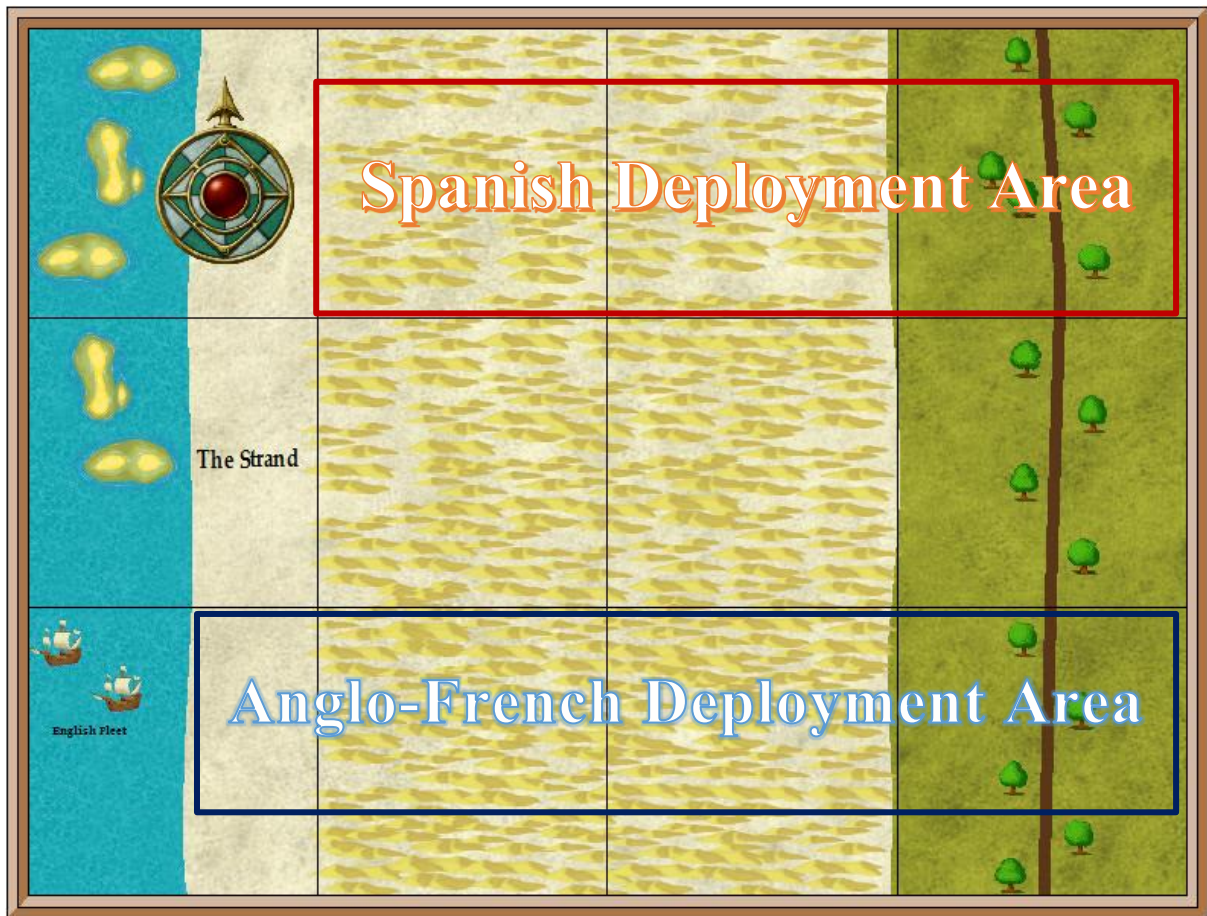 Spanish Deployment Area
The Strand
Anglo-French Deployment Area
English Fleet